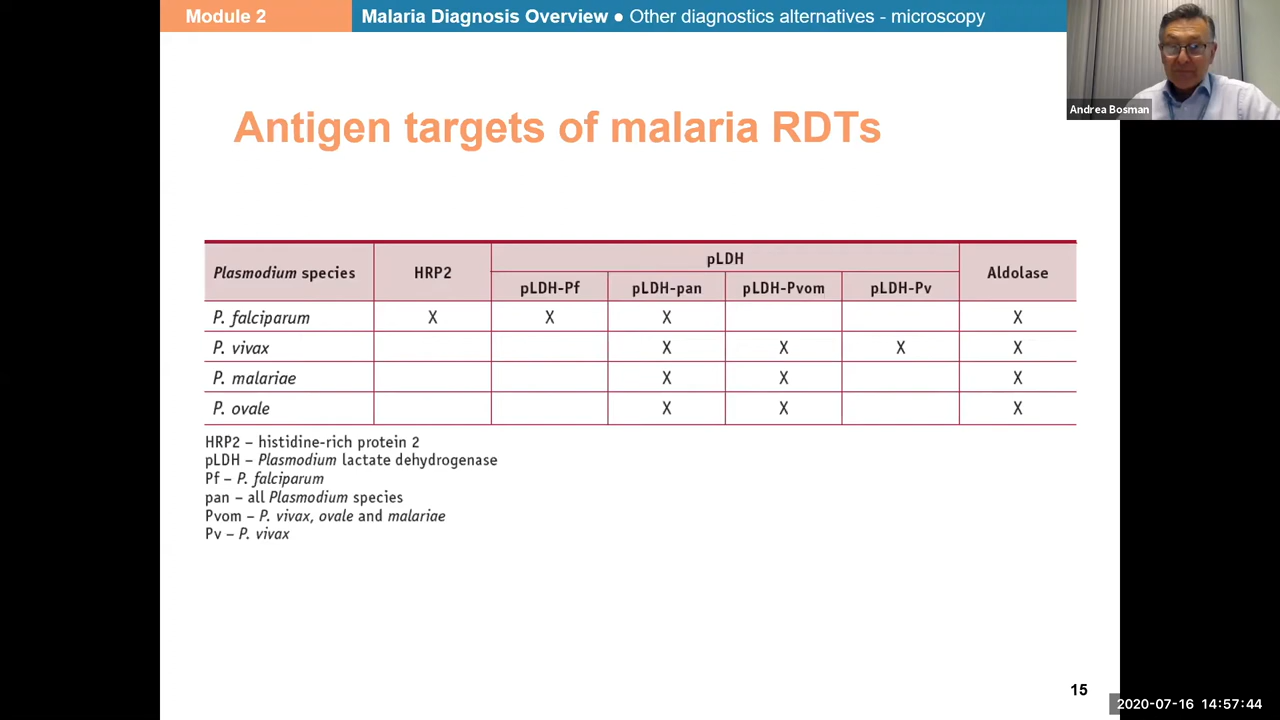 Module 2
Malaria Diagnosis Overview ● Other diagnostics alternatives - microscopy
Andrea Bosman
Antigen targets of malaria RDTs
Plasmodium species HRP2 pLDH Aldolase
pLDH-Pf pLDH-pan pLDH-Pvom pLDH-Pv
P. falciparum X X X X
P. vivax X X X X
P. malariae X X X
P. ovale X X X
HRP2 – histidine-rich protein 2
pLDH – Plasmodium lactate dehydrogenase
Pf – P. falciparum
pan – all Plasmodium species
Pvom – P. vivax, ovale and malariae
Pv – P. vivax
15
2020-07-16 14:57:44